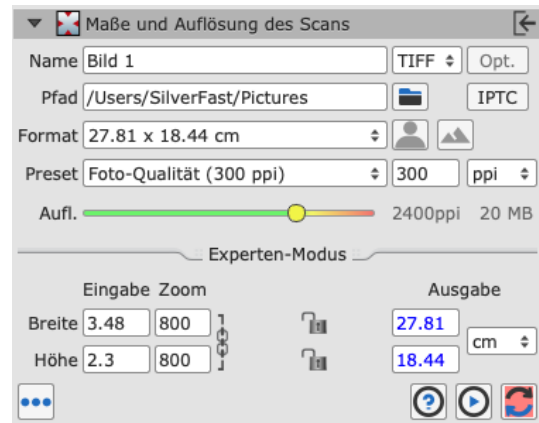 Maße und Auflösung des Scans
Name Bild 1 TIFF Opt.
Pfad /Users/SilverFast/Pictures IPTC
Format 27.81 x 18.44 cm
Preset Foto-Qualität (300 ppi) 300 ppi
Aufl. 2400ppi 20 MB
Experten-Modus
Eingabe Zoom Ausgabe
Breite 3.48 800 27.81
cm
Höhe 2.3 800 18.44